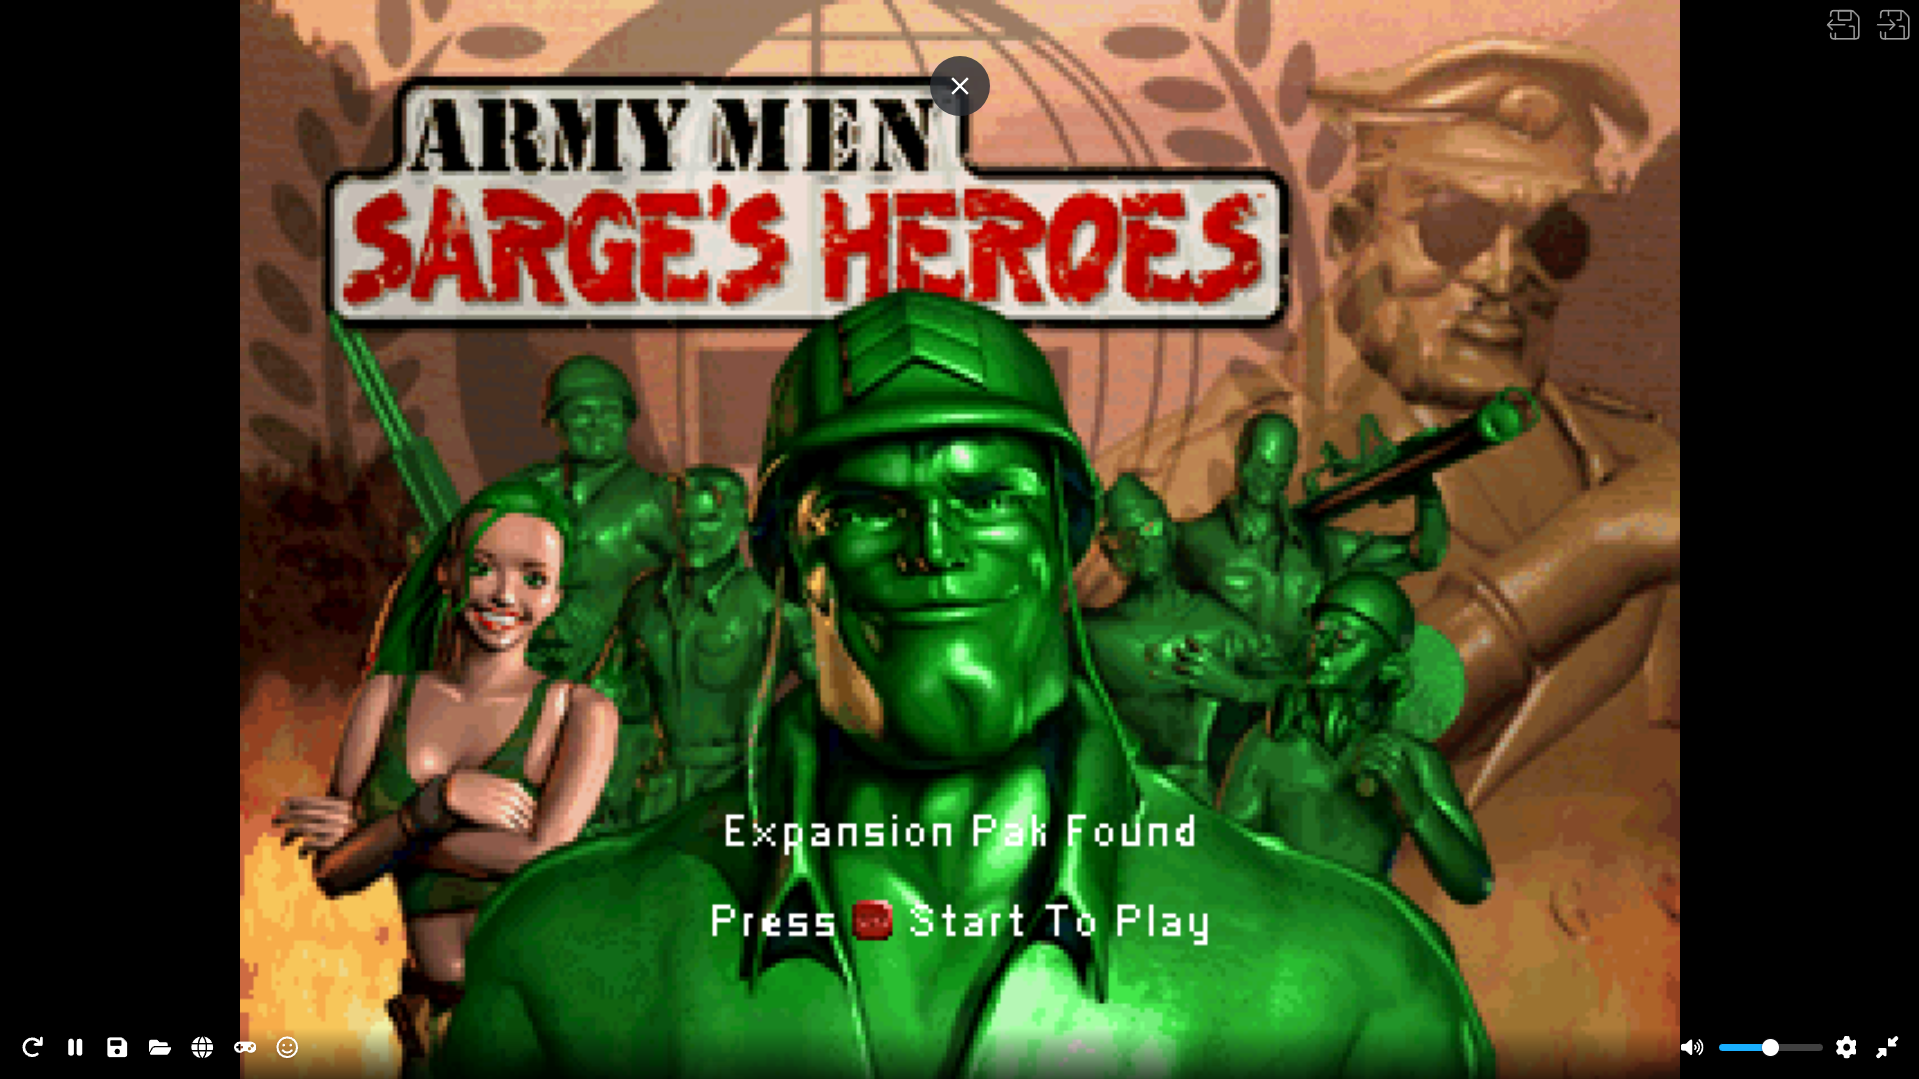 ARMY MEN
SARGE'S HEROES
Expansion Pak Found
Press Start To Play